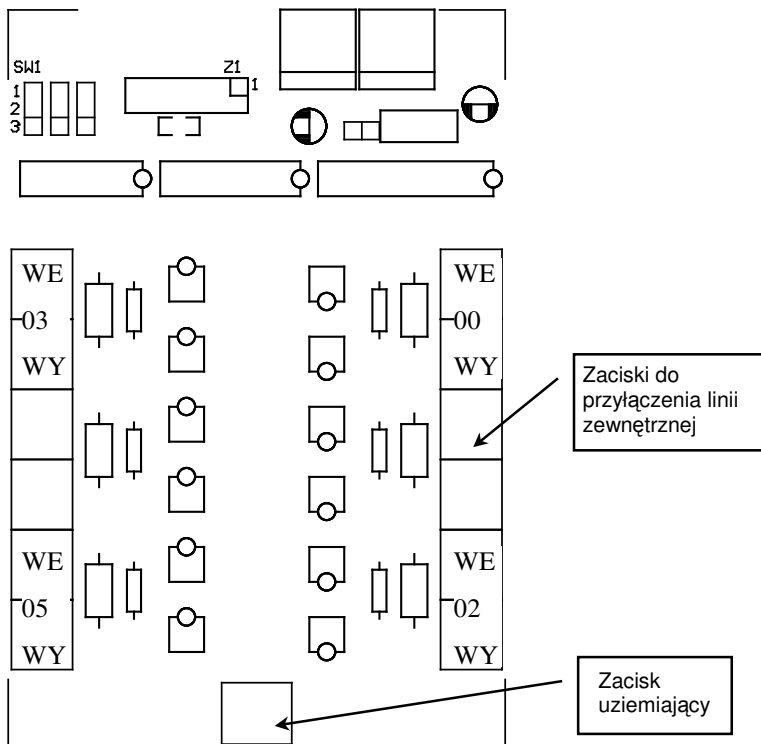 SW1
Z1
1
1
2
3
WE
03
WY
WE
00
WY
Zaciski do
przyłączenia linii
zewnętrznej
WE
05
WY
WE
02
WY
Zacisk
uziemiający